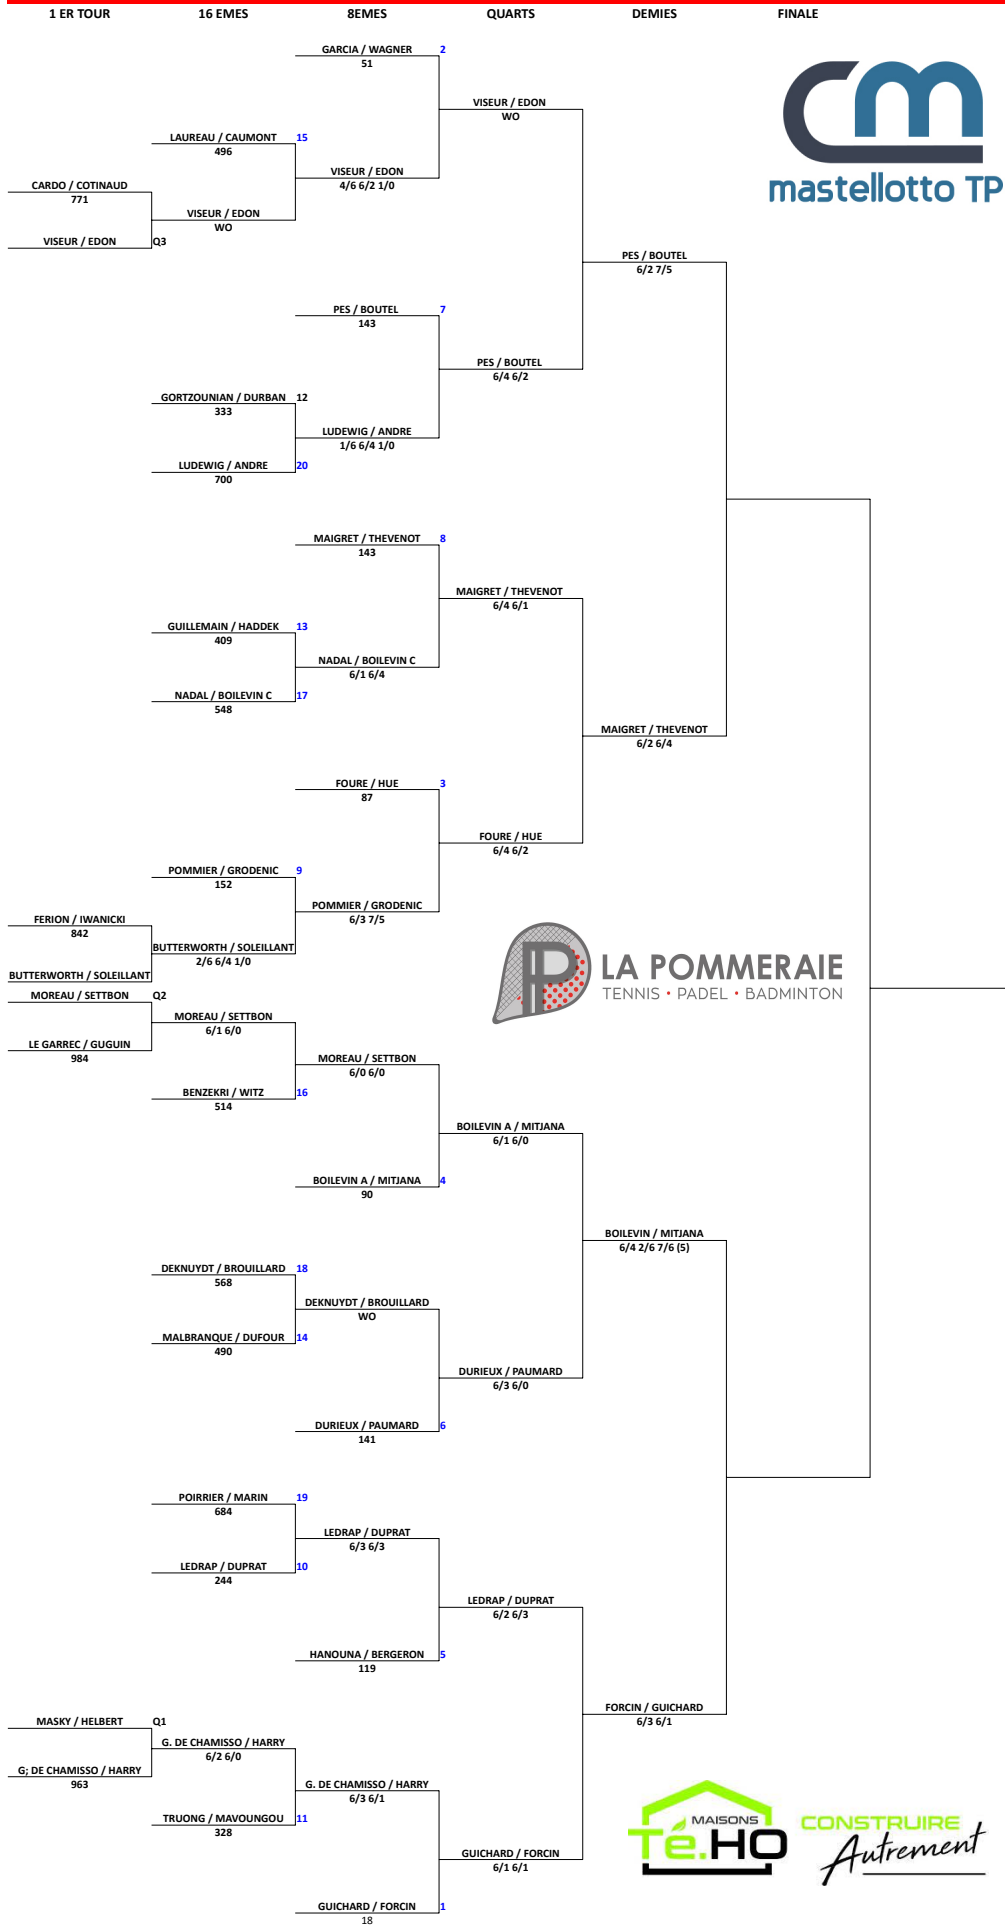 1 ER TOUR 16 EMES 8EMES QUARTS DEMIES FINALE
GARCIA / WAGNER 2
51
VISEUR / EDON
WO
LAUREAU / CAUMONT 15
496
VISEUR / EDON
4/6 6/2 1/0
CARDO / COTINAUD
771
VISEUR / EDON
WO
VISEUR / EDON Q3
mastellotto TP
PES / BOUTEL
6/2 7/5
PES / BOUTEL 7
143
PES / BOUTEL
6/4 6/2
GORTZOUNIAN / DURBAN 12
333
LUDEWIG / ANDRE
1/6 6/4 1/0
LUDEWIG / ANDRE 20
700
MAIGRET / THEVENOT 8
143
MAIGRET / THEVENOT
6/4 6/1
GUILLEMAIN / HADDEK 13
409
NADAL / BOILEVIN C
6/1 6/4
NADAL / BOILEVIN C 17
548
MAIGRET / THEVENOT
6/2 6/4
FOURE / HUE 3
87
FOURE / HUE
6/4 6/2
POMMIER / GRODENIC 9
152
POMMIER / GRODENIC
6/3 7/5
FERION / IWANICKI
842
BUTTERWORTH / SOLEILLANT
2/6 6/4 1/0
BUTTERWORTH / SOLEILLANT
LA POMMERAIE
TENNIS • PADEL • BADMINTON
MOREAU / SETTBON Q2
MOREAU / SETTBON
6/1 6/0
LE GARREC / GUGUIN
984
MOREAU / SETTBON
6/0 6/0
BENZEKRI / WITZ 16
514
BOILEVIN A / MITJANA
6/1 6/0
BOILEVIN A / MITJANA 4
90
BOILEVIN / MITJANA
6/4 2/6 7/6 (5)
DEKNUYDT / BROUILLARD 18
568
DEKNUYDT / BROUILLARD
WO
MALBRANQUE / DUFOUR 14
490
DURIEUX / PAUMARD
6/3 6/0
DURIEUX / PAUMARD 6
141
POIRRIER / MARIN 19
684
LEDRAP / DUPRAT
6/3 6/3
LEDRAP / DUPRAT 10
244
LEDRAP / DUPRAT
6/2 6/3
HANOUNA / BERGERON 5
119
FORCIN / GUICHARD
6/3 6/1
MASKY / HELBERT Q1
G. DE CHAMISSO / HARRY
6/2 6/0
G; DE CHAMISSO / HARRY
963
G. DE CHAMISSO / HARRY
6/3 6/1
TRUONG / MAVOUNGOU 11
328
GUICHARD / FORCIN
6/1 6/1
GUICHARD / FORCIN 1
18
MAISONS
Té.HO
CONSTRUIRE
Autrement